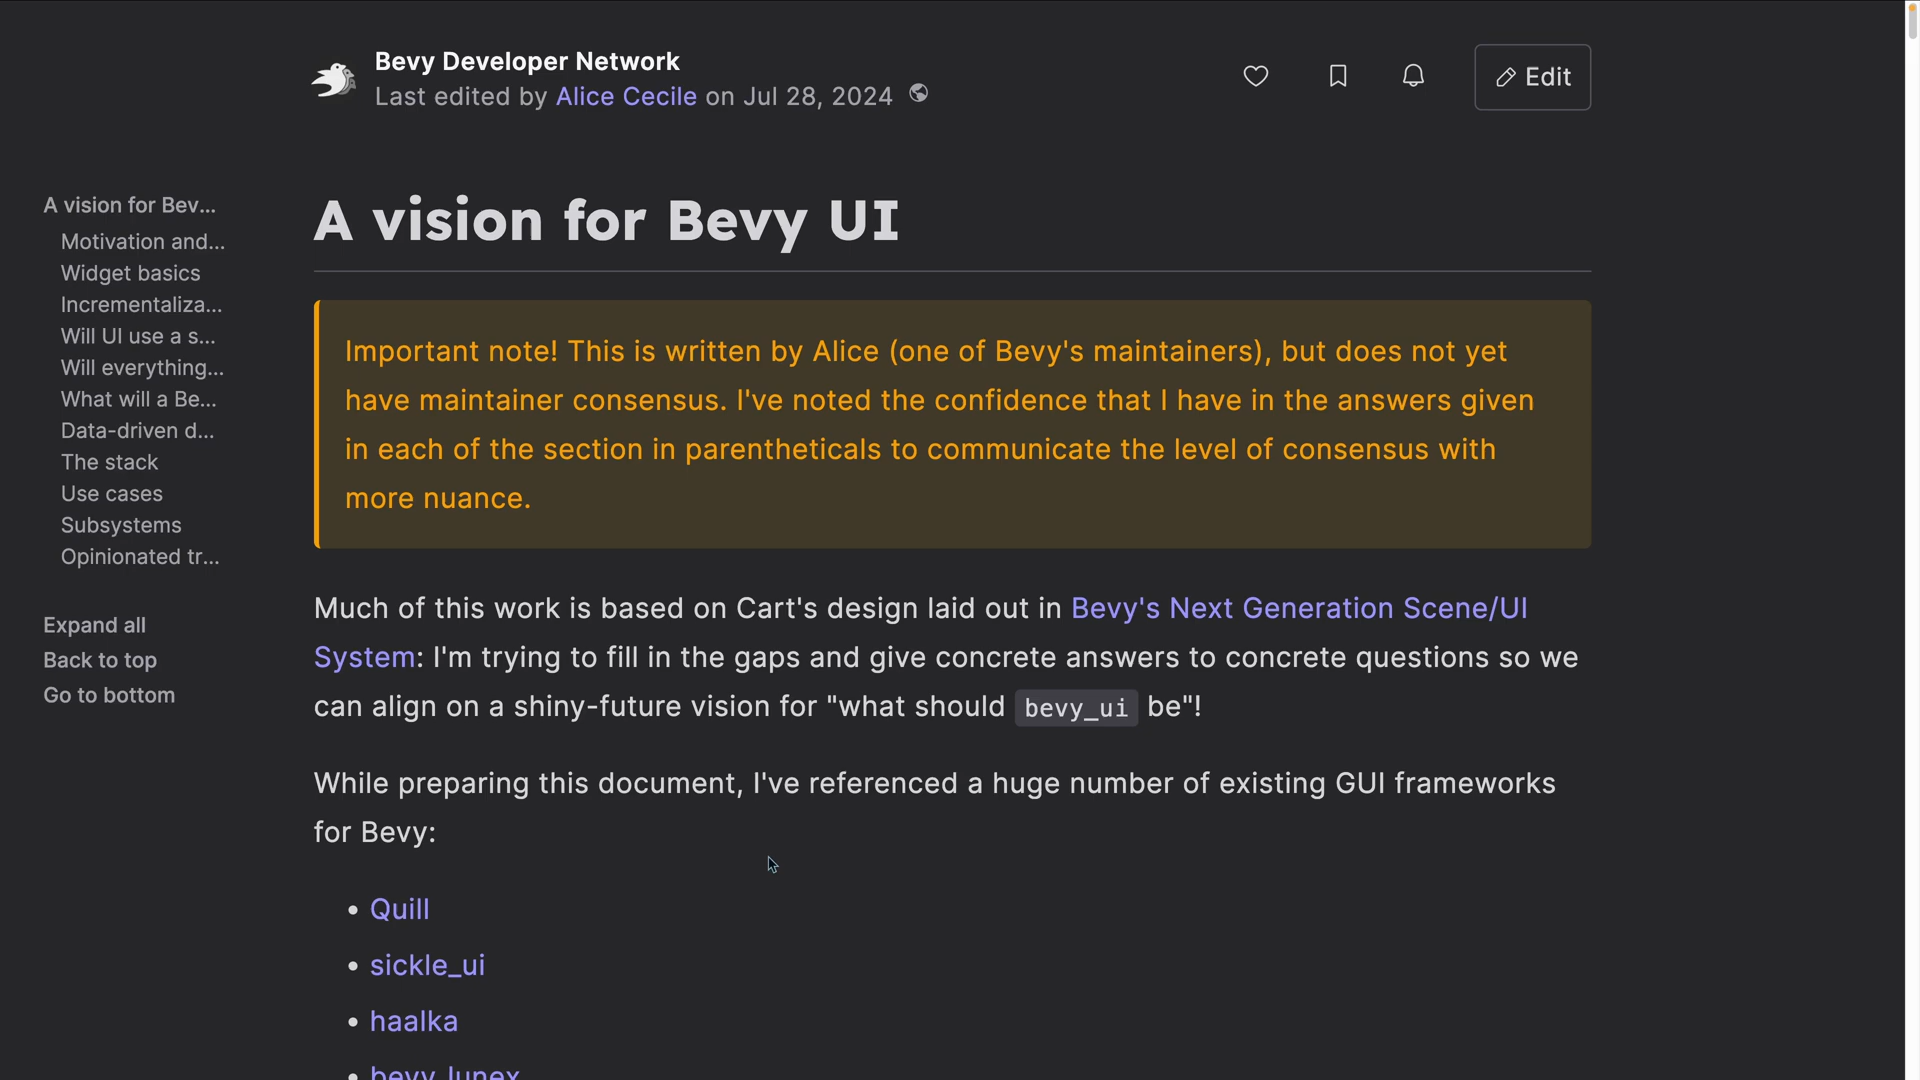 Bevy Developer Network
Last edited by Alice Cecile on Jul 28, 2024
Edit
A vision for Bev...
Motivation and...
Widget basics
Incrementaliza...
Will UI use a s...
Will everything...
What will a Be...
Data-driven d...
The stack
Use cases
Subsystems
Opinionated tr...
Expand all
Back to top
Go to bottom
A vision for Bevy UI
Important note! This is written by Alice (one of Bevy's maintainers), but does not yet
have maintainer consensus. I've noted the confidence that I have in the answers given
in each of the section in parentheticals to communicate the level of consensus with
more nuance.
Much of this work is based on Cart's design laid out in Bevy's Next Generation Scene/UI
System: I'm trying to fill in the gaps and give concrete answers to concrete questions so we
can align on a shiny-future vision for "what should bevy_ui be"!
While preparing this document, I've referenced a huge number of existing GUI frameworks
for Bevy:
• Quill
• sickle_ui
• haalka
• bevy_lunex